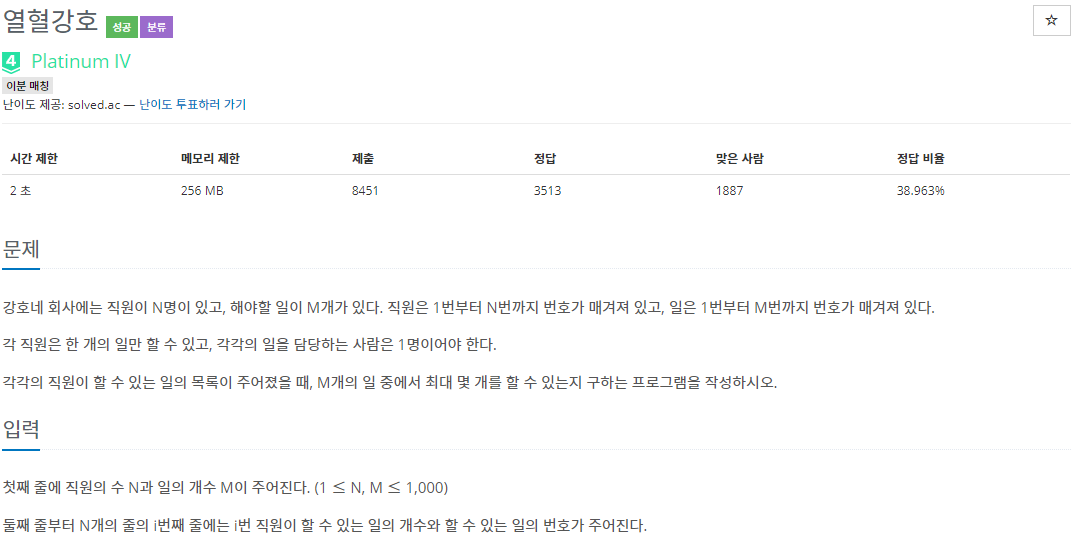 열혈강호 성공 분류
☆
4 Platinum IV
이분 매칭
난이도 제공: solved.ac — 난이도 투표하러 가기
시간 제한 메모리 제한 제출 정답 맞은 사람 정답 비율
2 초 256 MB 8451 3513 1887 38.963%
문제
강호네 회사에는 직원이 N명이 있고, 해야할 일이 M개가 있다. 직원은 1번부터 N번까지 번호가 매겨져 있고, 일은 1번부터 M번까지 번호가 매겨져 있다.
각 직원은 한 개의 일만 할 수 있고, 각각의 일을 담당하는 사람은 1명이어야 한다.
각각의 직원이 할 수 있는 일의 목록이 주어졌을 때, M개의 일 중에서 최대 몇 개를 할 수 있는지 구하는 프로그램을 작성하시오.
입력
첫째 줄에 직원의 수 N과 일의 개수 M이 주어진다. (1 ≤ N, M ≤ 1,000)
둘째 줄부터 N개의 줄의 i번째 줄에는 i번 직원이 할 수 있는 일의 개수와 할 수 있는 일의 번호가 주어진다.